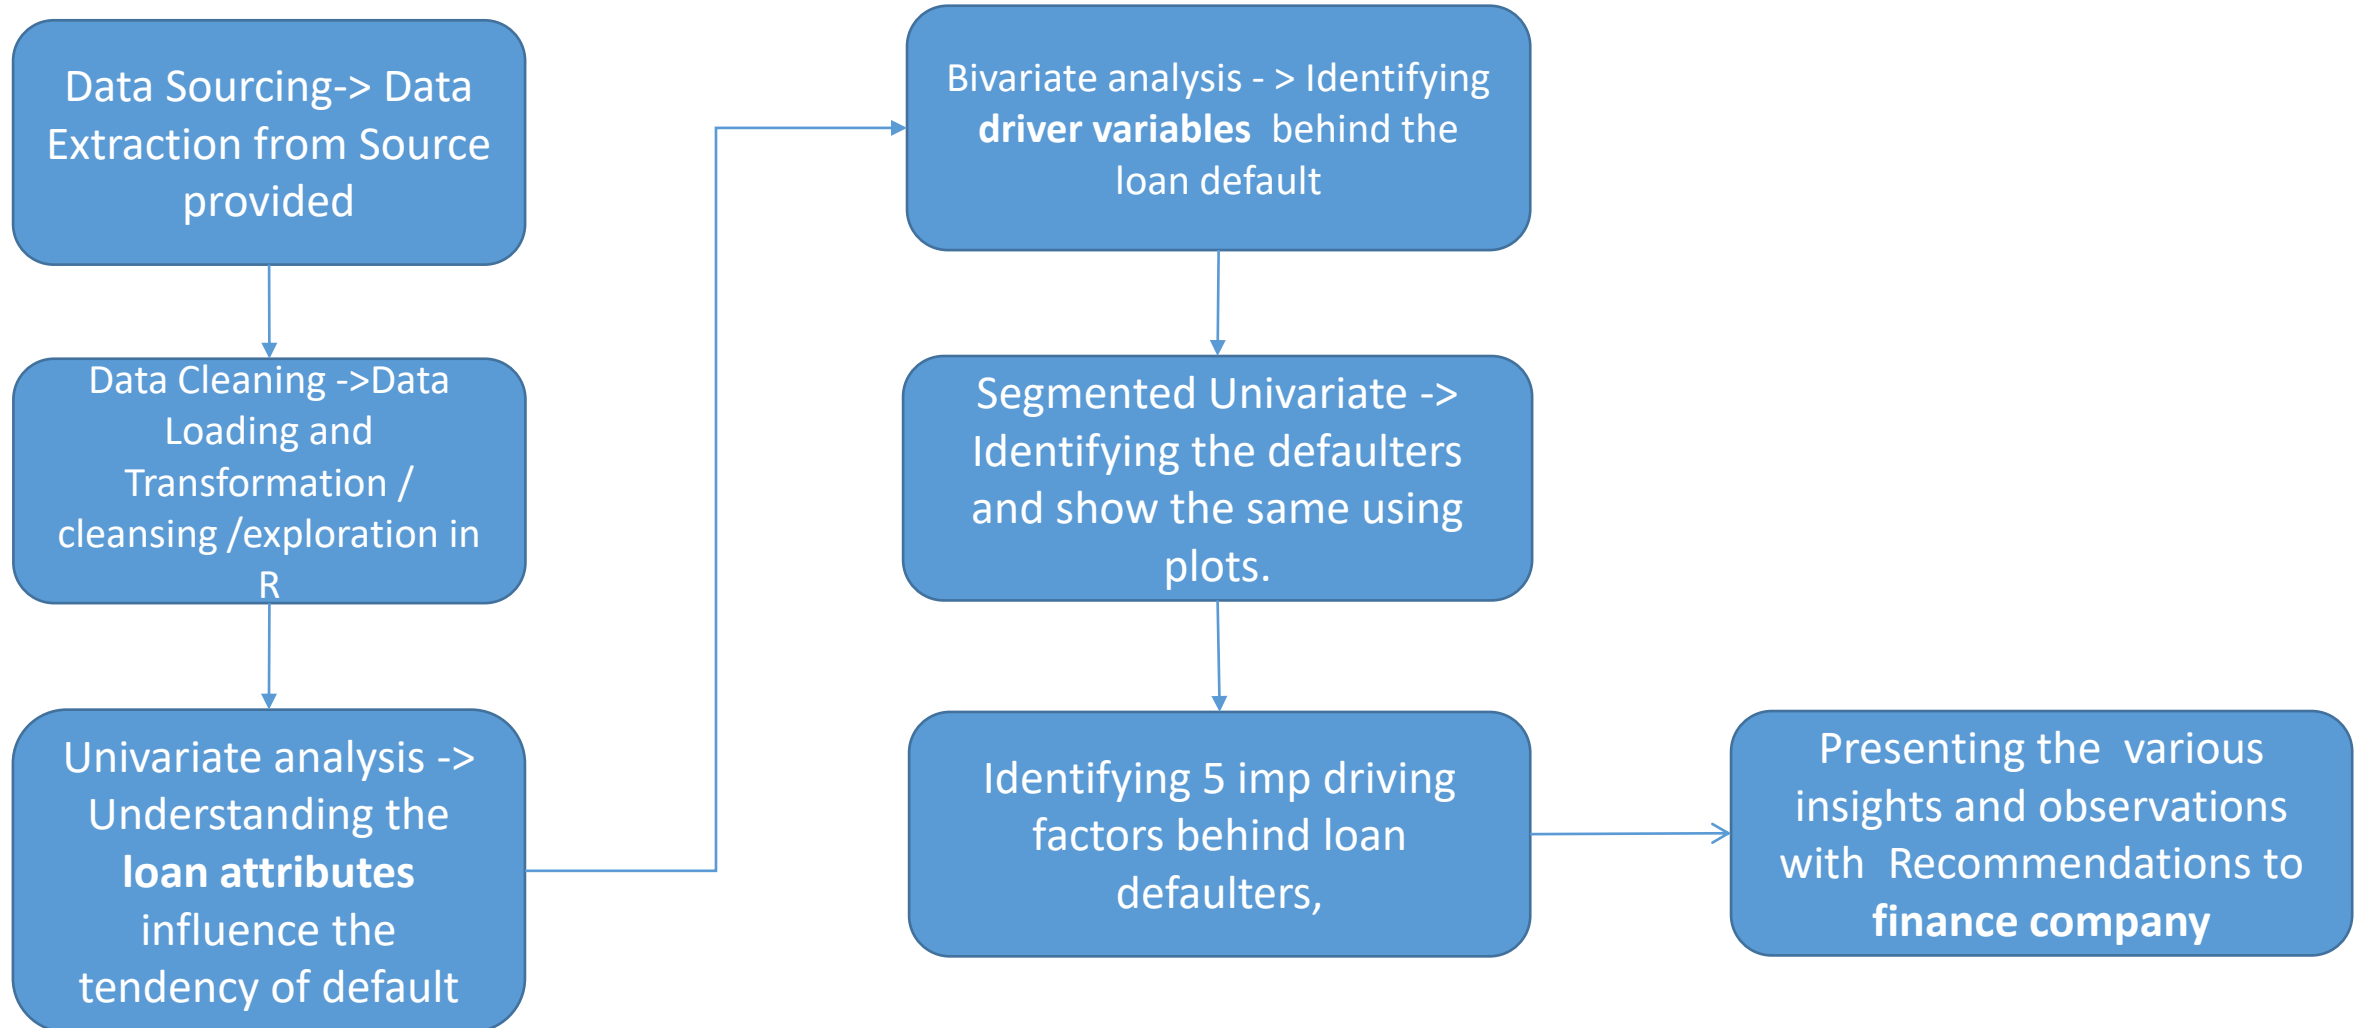 Data Sourcing-> Data
Extraction from Source
provided
Data Cleaning ->Data
Loading and
Transformation /
cleansing /exploration in
R
Univariate analysis ->
Understanding the
loan attributes
influence the
tendency of default
Bivariate analysis - > Identifying
driver variables  behind the
loan default
Segmented Univariate ->
Identifying the defaulters
and show the same using
plots.
Identifying 5 imp driving
factors behind loan
defaulters,
Presenting the  various
insights and observations
with  Recommendations to
finance company